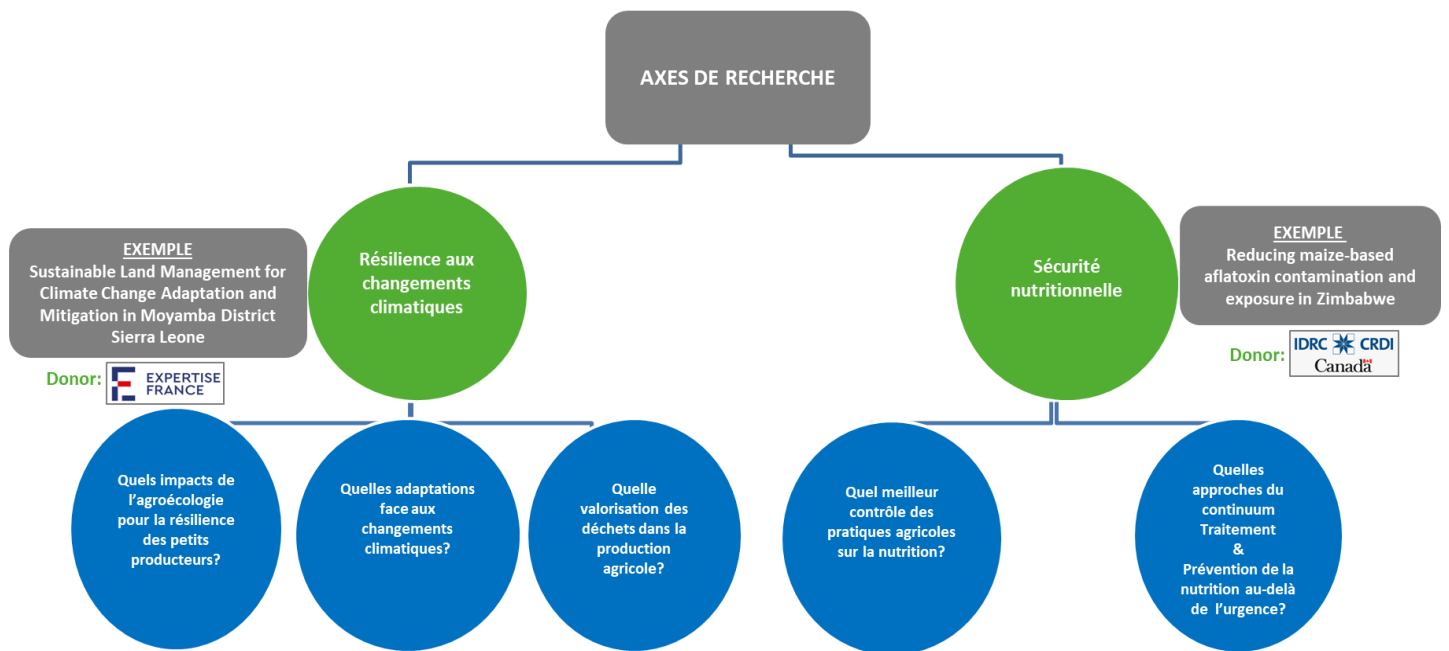 AXES DE RECHERCHE
EXEMPLE
Sustainable Land Management for
Climate Change Adaptation and
Mitigation in Moyamba District
Sierra Leone
Donor:
EXPERTISE
FRANCE
Résilience aux
changements
climatiques
Sécurité
nutritionnelle
EXEMPLE
Reducing maize-based
aflatoxin contamination and
exposure in Zimbabwe
Donor:
IDRC CRDI
Canada
Quels impacts de
l’agroécologie
pour la résilience
des petits
producteurs?
Quelles adaptations
face aux
changements
climatiques?
Quelle
valorisation des
déchets dans la
production
agricole?
Quel meilleur
contrôle des
pratiques agricoles
sur la nutrition?
Quelles
approches du
continuum
Traitement
&
Prévention de la
nutrition au-delà
de l’urgence?